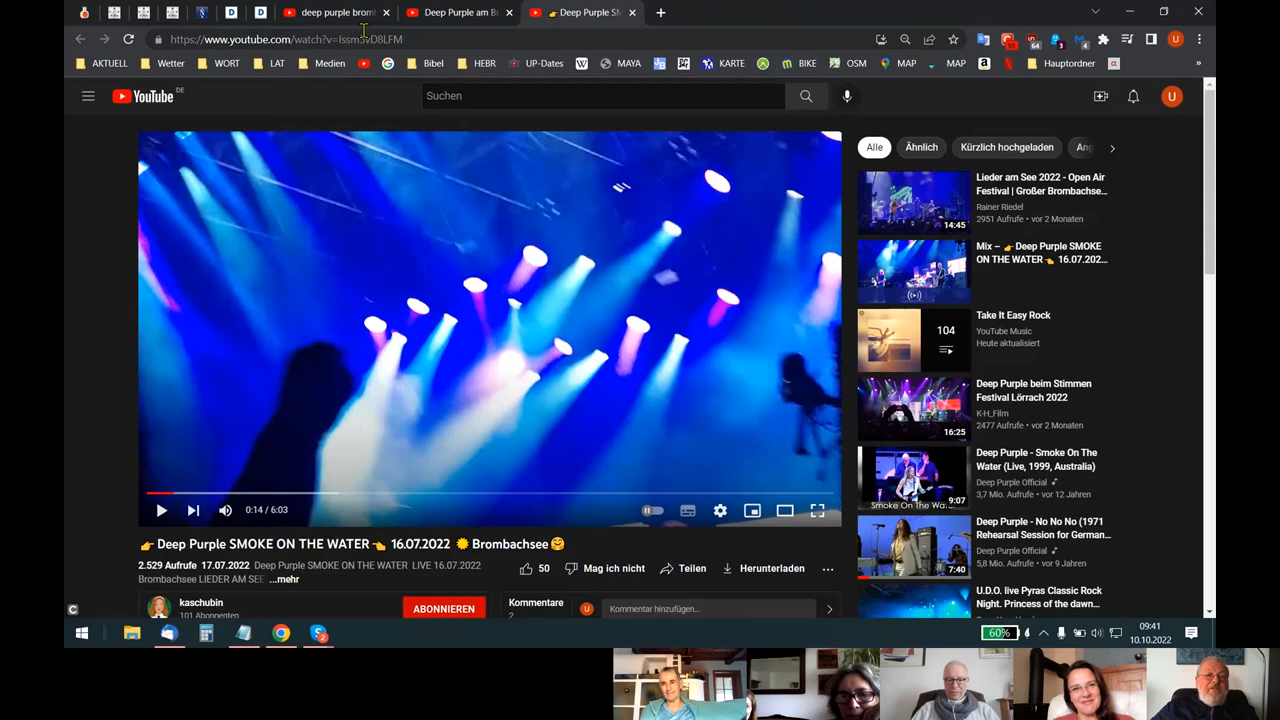 deep purple bromb
Deep Purple am B
Deep Purple S
https://www.youtube.com/watch?v=
AKTUELL
Wetter
WORT
LAT
Medien
Bibel
HEBR
UP-Dates
MAYA
KARTE
BIKE
OSM
MAP
MAP
Hauptordner
YouTube DE
Suchen
U
Alle
Ähnlich
Kürzlich hochgeladen
Ang
Lieder am See 2022 - Open Air
Festival | Großer Brombachse...
Rainer Riedel
2951 Aufrufe • vor 2 Monaten
14:45
Mix – 👉 Deep Purple SMOKE
ON THE WATER👈 16.07.202...
Take It Easy Rock
YouTube Music
Heute aktualisiert
104
Deep Purple beim Stimmen
Festival Lörrach 2022
K-H_Film
2477 Aufrufe • vor 2 Monaten
16:25
Deep Purple - Smoke On The
Water (Live, 1999, Australia)
Deep Purple Official
3,7 Mio. Aufrufe • vor 12 Jahren
9:07
Smoke On The Wa
Deep Purple - No No No (1971
Rehearsal Session for German...
Deep Purple Official
5,8 Mio. Aufrufe • vor 9 Jahren
7:40
U.D.O. live Pyras Classic Rock
Night. Princess of the dawn...
0:14 / 6:03
👉Deep Purple SMOKE ON THE WATER👈 16.07.2022 🌟Brombachsee🤗
2.529 Aufrufe 17.07.2022 Deep Purple SMOKE ON THE WATER LIVE 16.07.2022
Brombachsee LIEDER AM SEE ...mehr
50
Mag ich nicht
Teilen
Herunterladen
kaschubin
101 Abonnenten
ABONNIEREN
Kommentare
2
U
Kommentar hinzufügen...
60%
09:41
10.10.2022